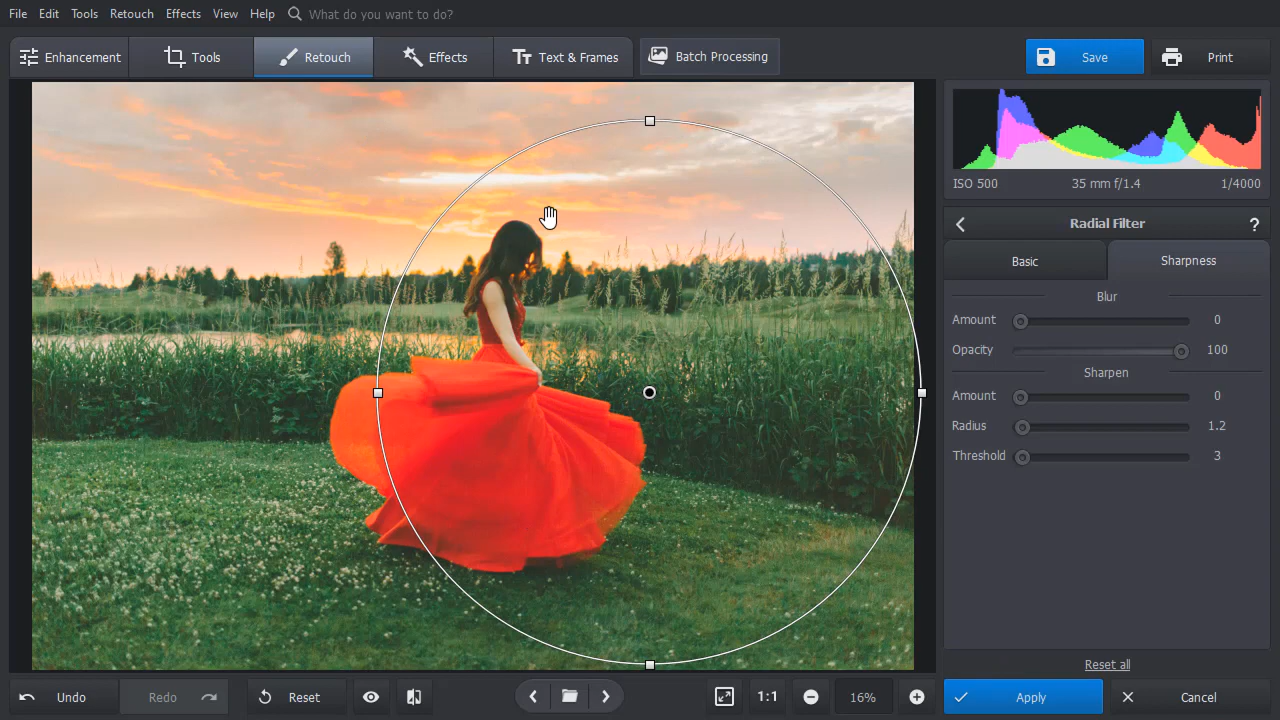 File Edit Tools Retouch Effects View Help What do you want to do?
Enhancement Tools Retouch Effects Text & Frames Batch Processing Save Print
ISO 500 35 mm f/1.4 1/4000
Radial Filter ?
Basic Sharpness
Blur
Amount 0
Opacity 100
Sharpen
Amount 0
Radius 1.2
Threshold 3
Reset all
Undo Redo Reset 1:1 16% Apply Cancel